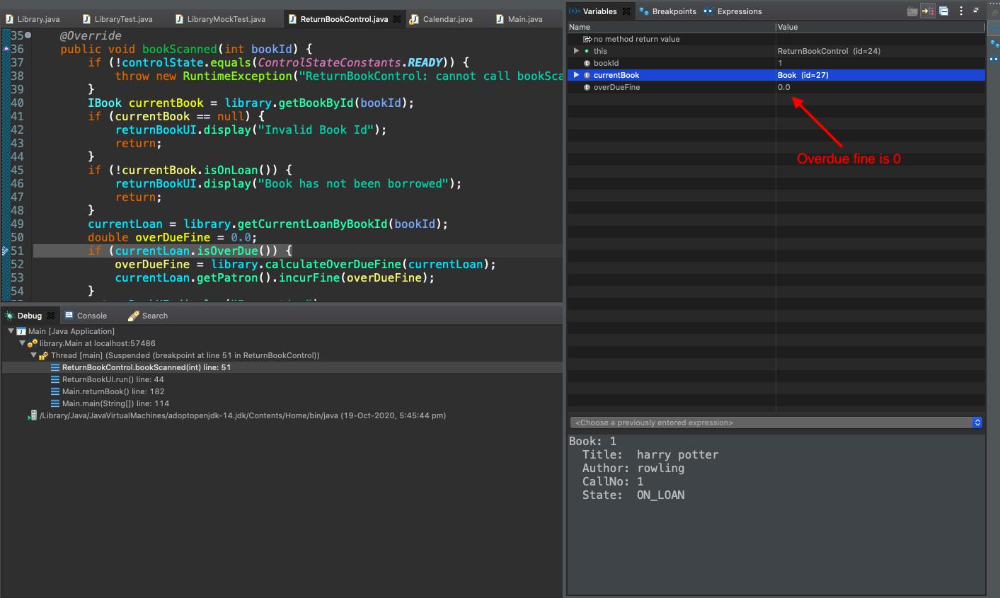 Library.java LibraryTest.java LibraryMockTest.java ReturnBookControl.java Calendar.java Main.java
35 @Override
36 public void bookScanned(int bookId) {
37 if (!controlState.equals(ControlStateConstants.READY)) {
38 throw new RuntimeException("ReturnBookControl: cannot call bookSca
39 }
40 IBook currentBook = library.getBookById(bookId);
41 if (currentBook == null) {
42 returnBookUI.display("Invalid Book Id");
43 return;
44 }
45 if (!currentBook.isOnLoan()) {
46 returnBookUI.display("Book has not been borrowed");
47 return;
48 }
49 currentLoan = library.getCurrentLoanByBookId(bookId);
50 double overDueFine = 0.0;
51 if (currentLoan.isOverDue()) {
52 overDueFine = library.calculateOverDueFine(currentLoan);
53 currentLoan.getPatron().incurFine(overDueFine);
54 }
Debug Console Search
Main [Java Application]
library.Main at localhost:57486
Thread [main] (Suspended (breakpoint at line 51 in ReturnBookControl))
ReturnBookControl.bookScanned(int) line: 51
ReturnBookUI.run() line: 44
Main.returnBook() line: 182
Main.main(String[]) line: 114
/Library/Java/JavaVirtualMachines/adoptopenjdk-14.jdk/Contents/Home/bin/java (19-Oct-2020, 5:45:44 pm)
(x)= Variables Breakpoints Expressions
Name Value
no method return value
this ReturnBookControl (id=24)
bookId 1
currentBook Book (id=27)
overDueFine 0.0
Overdue fine is 0
<Choose a previously entered expression>
Book: 1
Title: harry potter
Author: rowling
CallNo: 1
State: ON_LOAN